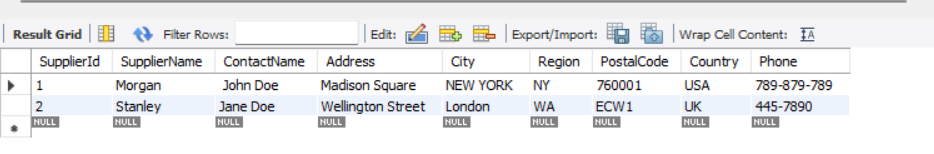 Result Grid Filter Rows: Edit: Export/Import: Wrap Cell Content: IA
SupplierId SupplierName ContactName Address City Region PostalCode Country Phone
1 Morgan John Doe Madison Square NEW YORK NY 760001 USA 789-879-789
2 Stanley Jane Doe Wellington Street London WA ECW1 UK 445-7890
NULL NULL NULL NULL NULL NULL NULL NULL NULL